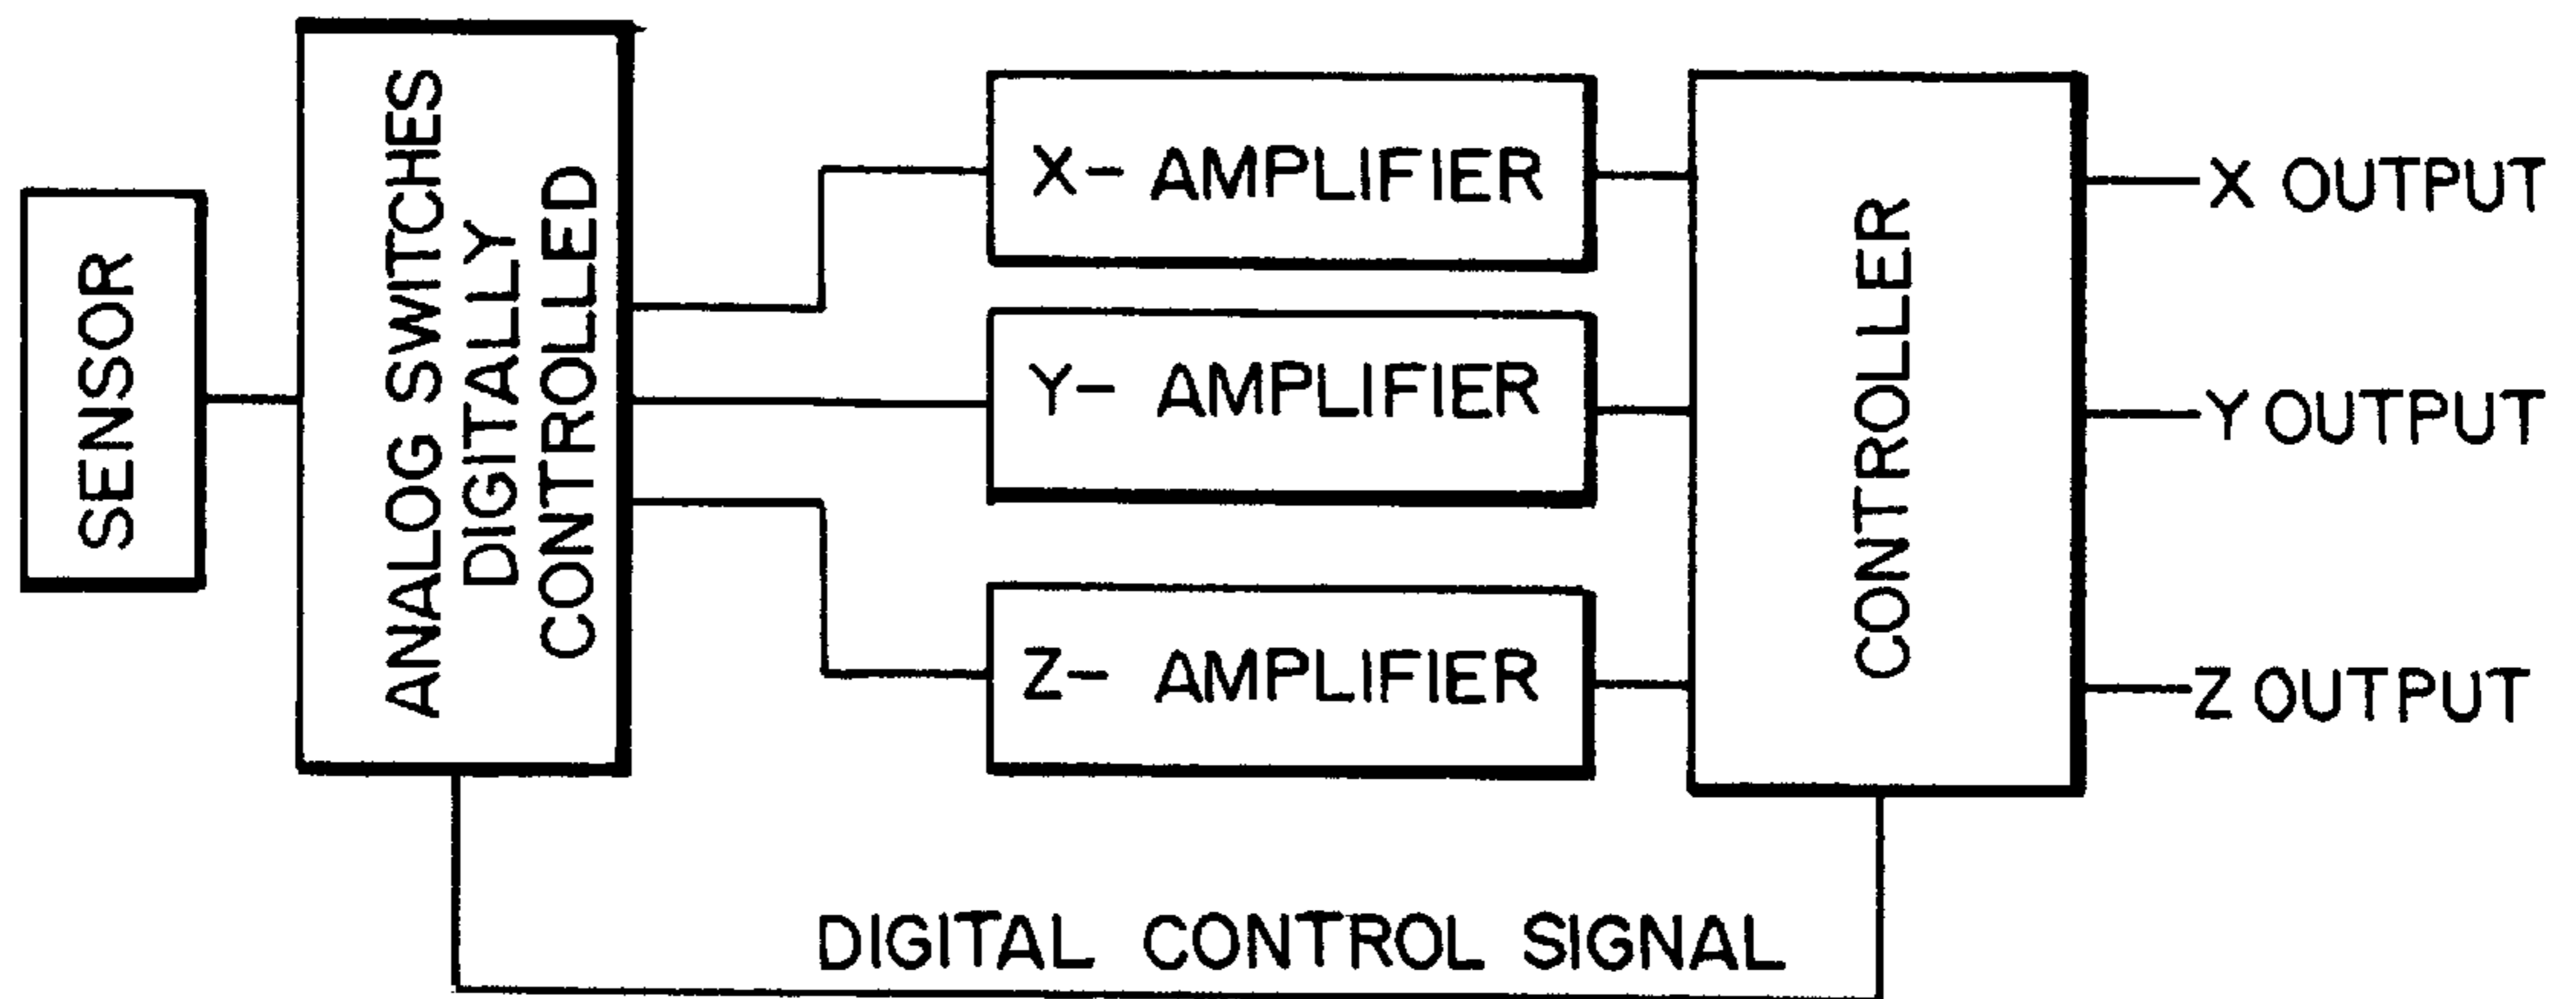 SENSOR
ANALOG SWITCHES
DIGITALLY
CONTROLLED
X- AMPLIFIER
Y- AMPLIFIER
Z- AMPLIFIER
CONTROLLER
X OUTPUT
Y OUTPUT
Z OUTPUT
DIGITAL CONTROL SIGNAL